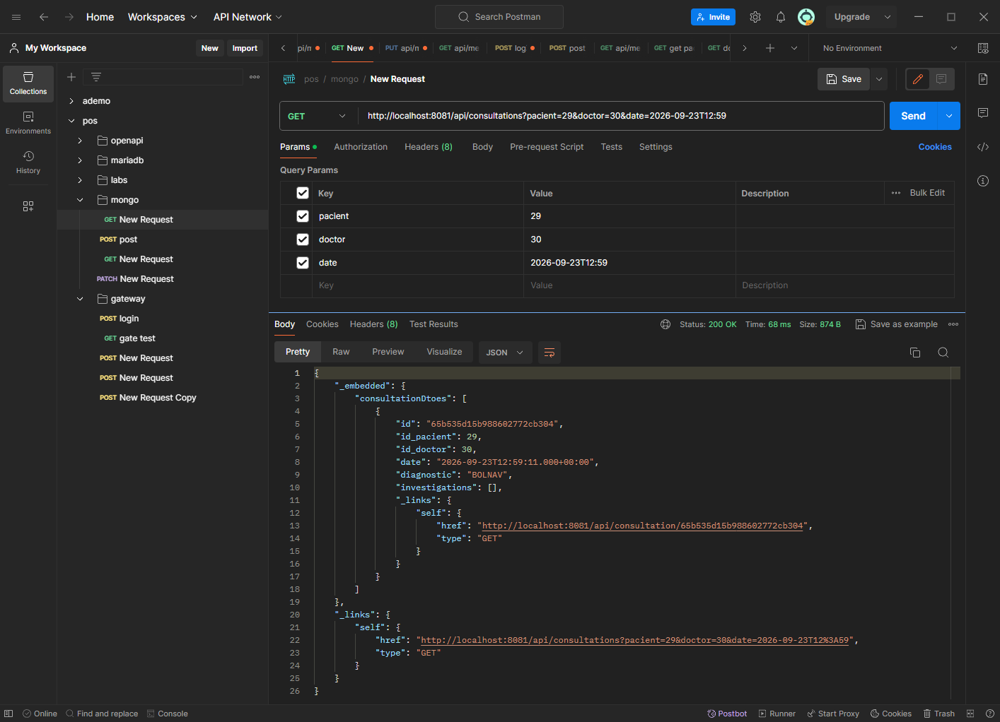 Home Workspaces API Network Search Postman Invite Upgrade
My Workspace New Import
pi/n GET New PUT api/n GET api/me POST log POST post GET api/me GET get pa GET do No Environment
Collections
Environments
History
ademo
pos
openapi
mariadb
labs
mongo
GET New Request
POST post
GET New Request
PATCH New Request
gateway
POST login
GET gate test
POST New Request
POST New Request
POST New Request Copy
HTTP pos / mongo / New Request Save
GET http://localhost:8081/api/consultations?pacient=29&doctor=30&date=2026-09-23T12:59 Send
Params Authorization Headers (8) Body Pre-request Script Tests Settings Cookies
Query Params
Key Value Description Bulk Edit
pacient 29
doctor 30
date 2026-09-23T12:59
Key Value Description
Body Cookies Headers (8) Test Results Status: 200 OK Time: 68 ms Size: 874 B Save as example
Pretty Raw Preview Visualize JSON
1 {
2 "_embedded": {
3 "consultationDtoes": [
4 {
5 "id": "65b535d15b988602772cb304",
6 "id_pacient": 29,
7 "id_doctor": 30,
8 "date": "2026-09-23T12:59:11.000+00:00",
9 "diagnostic": "BOLNAV",
10 "investigations": [],
11 "_links": {
12 "self": {
13 "href": "http://localhost:8081/api/consultation/65b535d15b988602772cb304",
14 "type": "GET"
15 }
16 }
17 }
18 ]
19 },
20 "_links": {
21 "self": {
22 "href": "http://localhost:8081/api/consultations?pacient=29&doctor=30&date=2026-09-23T12%3A59",
23 "type": "GET"
24 }
25 }
26 }
Online Find and replace Console Postbot Runner Start Proxy Cookies Trash